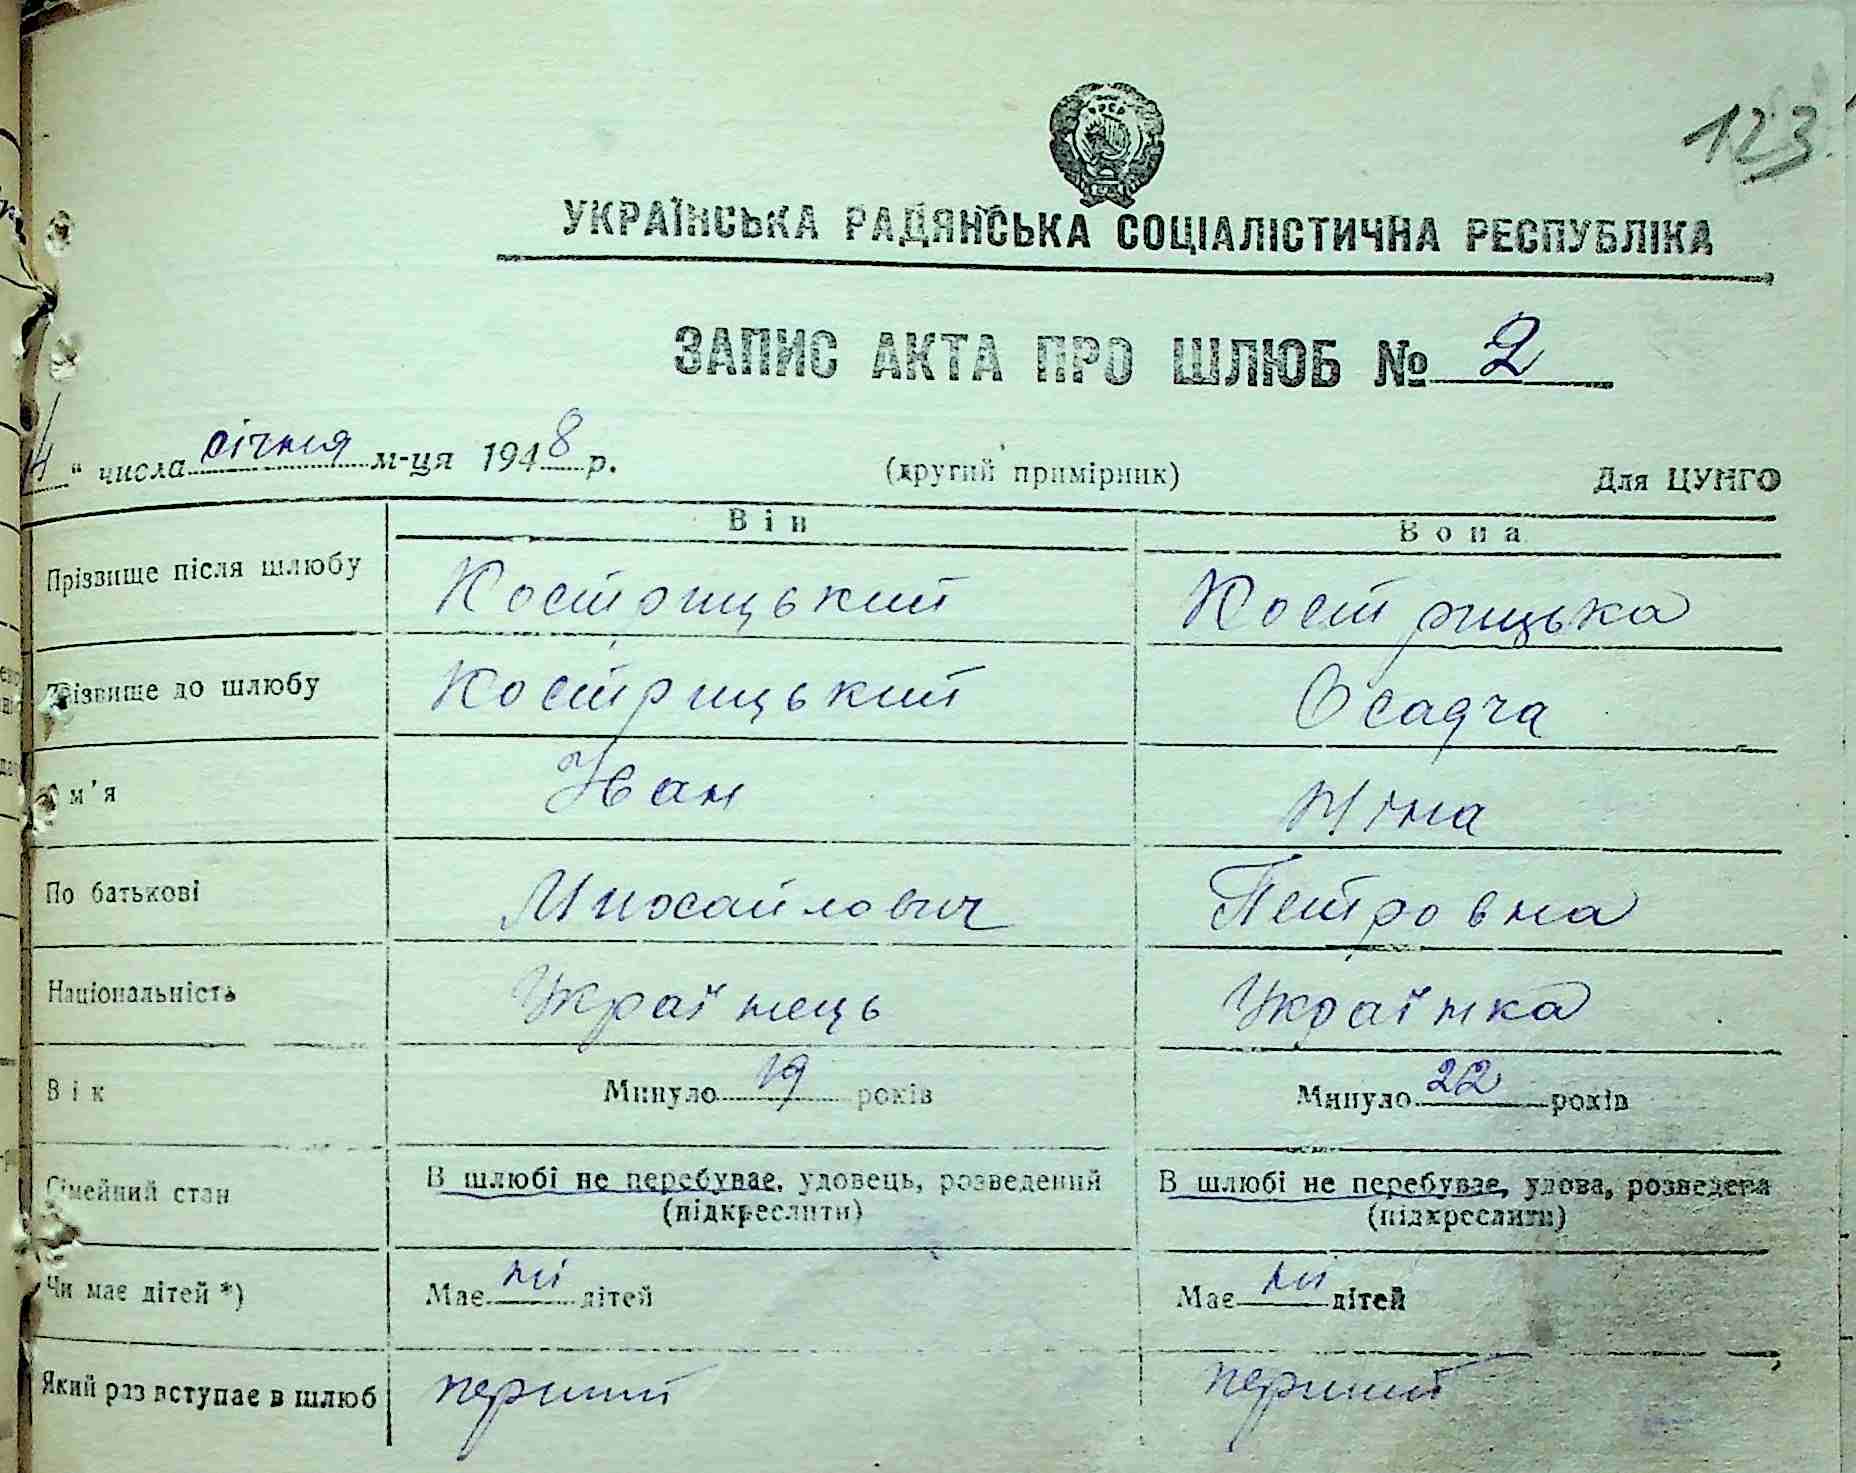 123
УКРАЇНСЬКА РАДЯНСЬКА СОЦІАЛІСТИЧНА РЕСПУБЛІКА
ЗАПИС АКТА ПРО ШЛЮБ № 2
4 " числа січня м-ця 1948 р. (другий примірник) Для ЦУНГО
Він Вона
Прізвище після шлюбу Кострицький Кострицька
Прізвище до шлюбу Кострицький Осадча
м'я Іван Ніна
По батькові Михайлович Петровна
Національність Українець Українка
Вік Минуло 19 років Минуло 22 років
Сімейний стан В шлюбі не перебуває, удовець, розведений В шлюбі не перебуває, удова, розведена
(підкреслити) (підкреслити)
Чи має дітей *) Має ні дітей Має ні дітей
Який раз вступає в шлюб перший перший